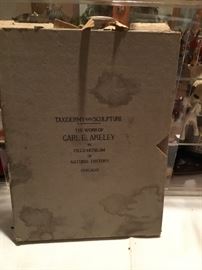 TAXIDERMY AND SCULPTURE
THE WORK OF
CARL E. AKELEY
IN
FIELD MUSEUM
OF
NATURAL HISTORY
CHICAGO